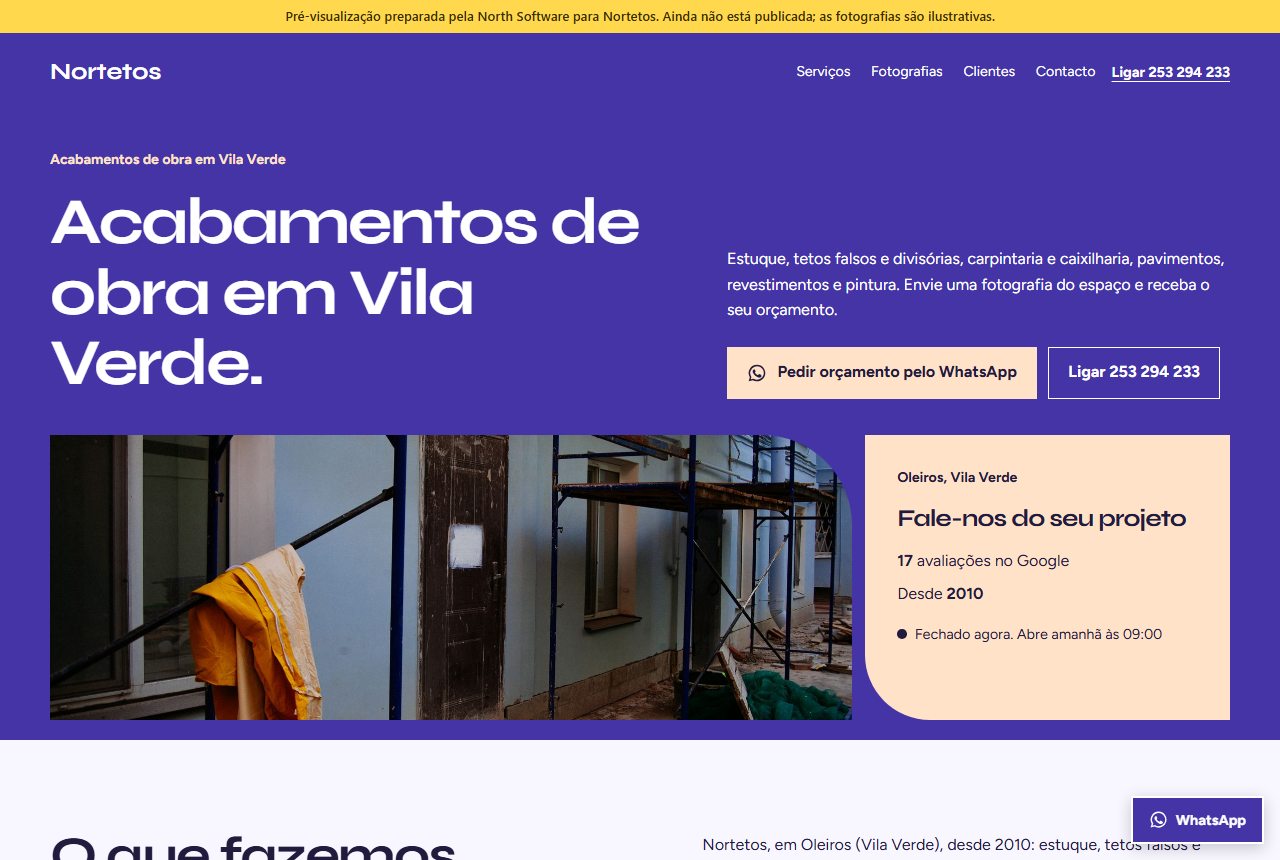 Pré-visualização preparada pela North Software para Nortetos. Ainda não está publicada; as fotografias são ilustrativas.
Nortetos
Serviços
Fotografias
Clientes
Contacto
Ligar 253 294 233
Acabamentos de obra em Vila Verde
Acabamentos de
obra em Vila
Verde.
Estuque, tetos falsos e divisórias, carpintaria e caixilharia, pavimentos,
revestimentos e pintura. Envie uma fotografia do espaço e receba o
seu orçamento.
Pedir orçamento pelo WhatsApp
Ligar 253 294 233
Oleiros, Vila Verde
Fale-nos do seu projeto
17 avaliações no Google
Desde 2010
Fechado agora. Abre amanhã às 09:00
O que fazemos
Nortetos, em Oleiros (Vila Verde), desde 2010: estuque, tetos falsos e
WhatsApp